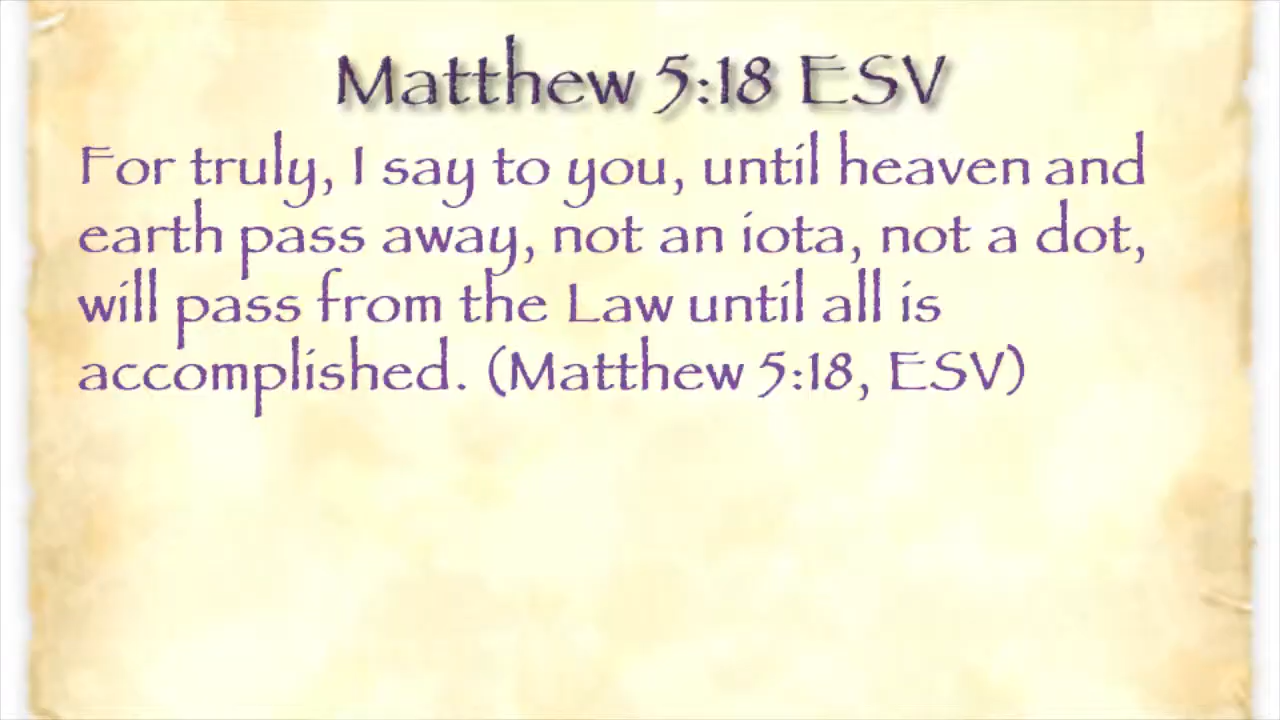 Matthew 5:18 ESV
For truly, I say to you, until heaven and
earth pass away, not an iota, not a dot,
will pass from the Law until all is
accomplished. (Matthew 5:18, ESV)